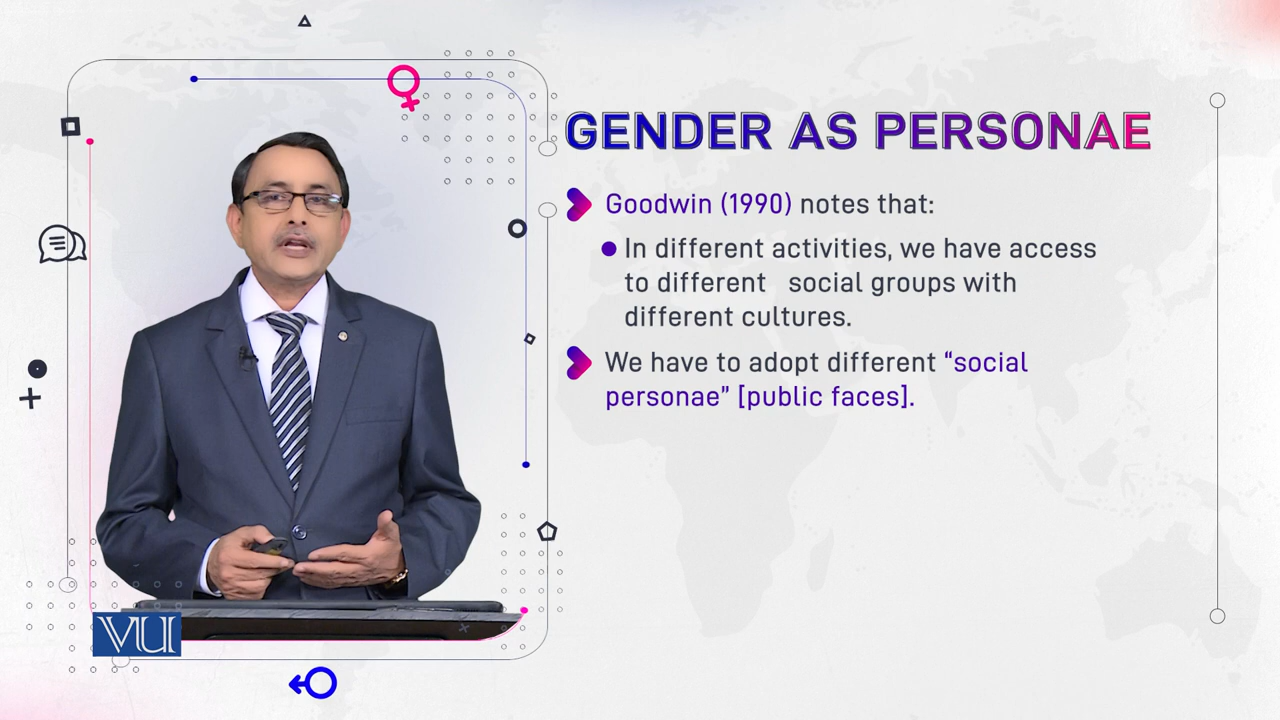 GENDER AS PERSONAE
Goodwin (1990) notes that:
In different activities, we have access
to different social groups with
different cultures.
We have to adopt different “social
personae” [public faces].
VU